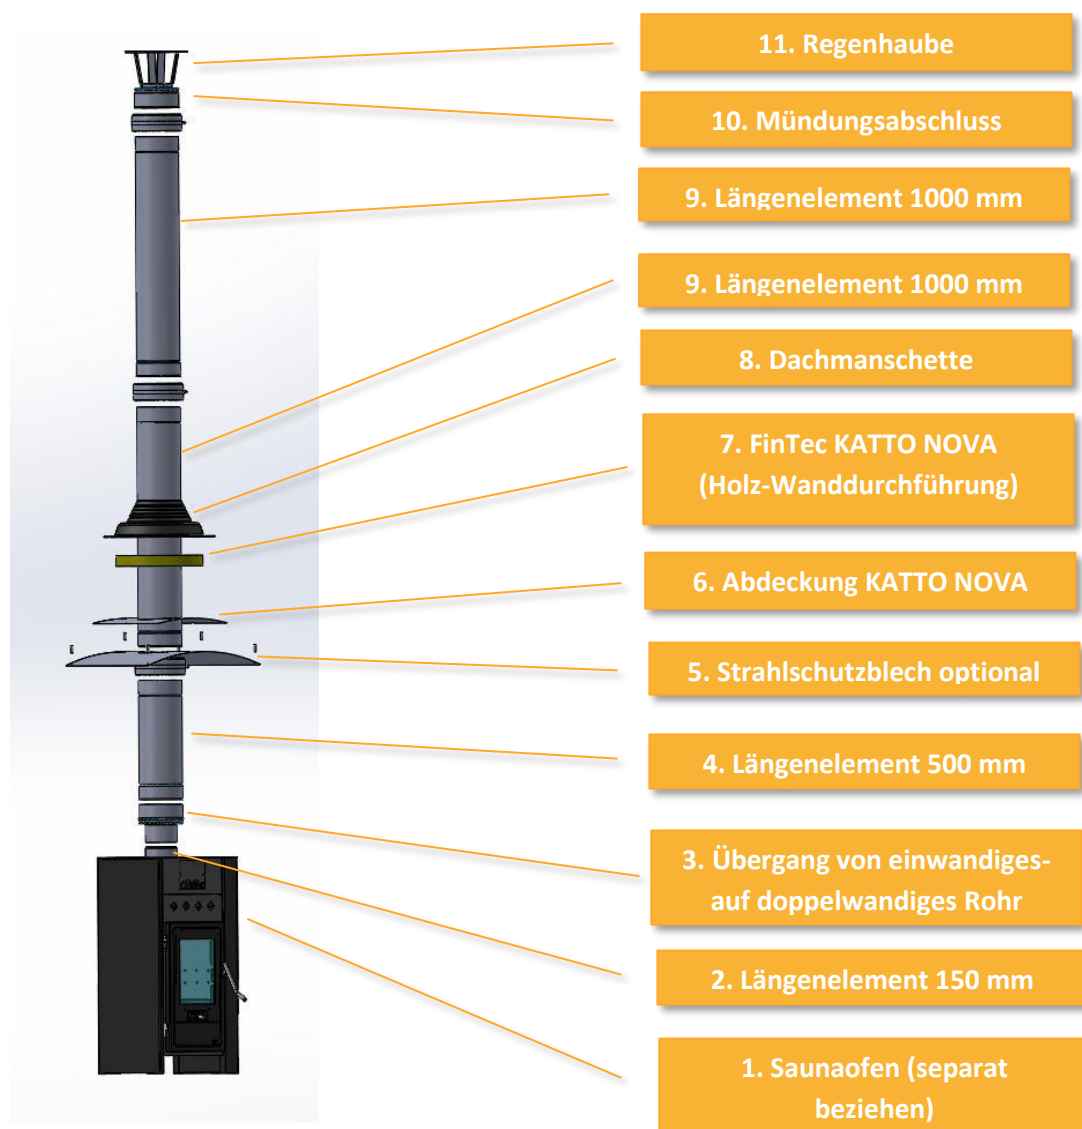 11. Regenhaube
10. Mündungsabschluss
9. Längenelement 1000 mm
9. Längenelement 1000 mm
8. Dachmanschette
7. FinTec KATTO NOVA
(Holz-Wanddurchführung)
6. Abdeckung KATTO NOVA
5. Strahlschutzblech optional
4. Längenelement 500 mm
3. Übergang von einwandiges-
auf doppelwandiges Rohr
2. Längenelement 150 mm
1. Saunaofen (separat
beziehen)